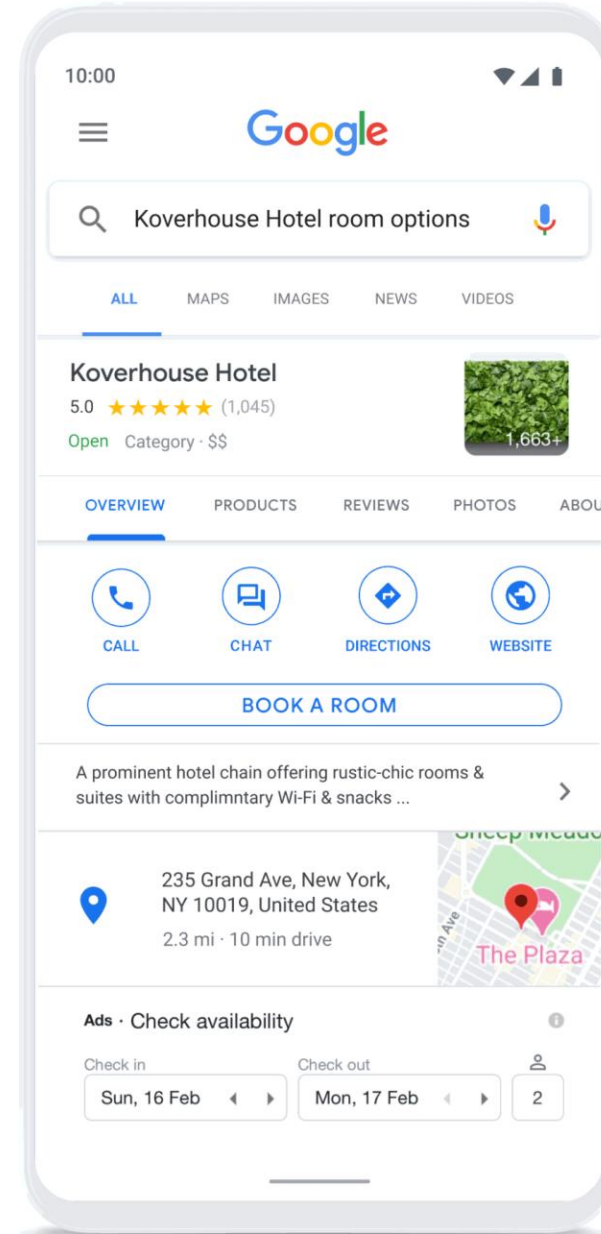 10:00
Google
Koverhouse Hotel room options
ALL MAPS IMAGES NEWS VIDEOS
Koverhouse Hotel
5.0 (1,045)
Open Category · $$
1,663+
OVERVIEW PRODUCTS REVIEWS PHOTOS ABOU
CALL CHAT DIRECTIONS WEBSITE
BOOK A ROOM
A prominent hotel chain offering rustic-chic rooms &
suites with complimntary Wi-Fi & snacks ...
235 Grand Ave, New York,
NY 10019, United States
2.3 mi · 10 min drive
Sheep Meado
Ave
The Plaza
Ads · Check availability
Check in Check out
Sun, 16 Feb Mon, 17 Feb 2